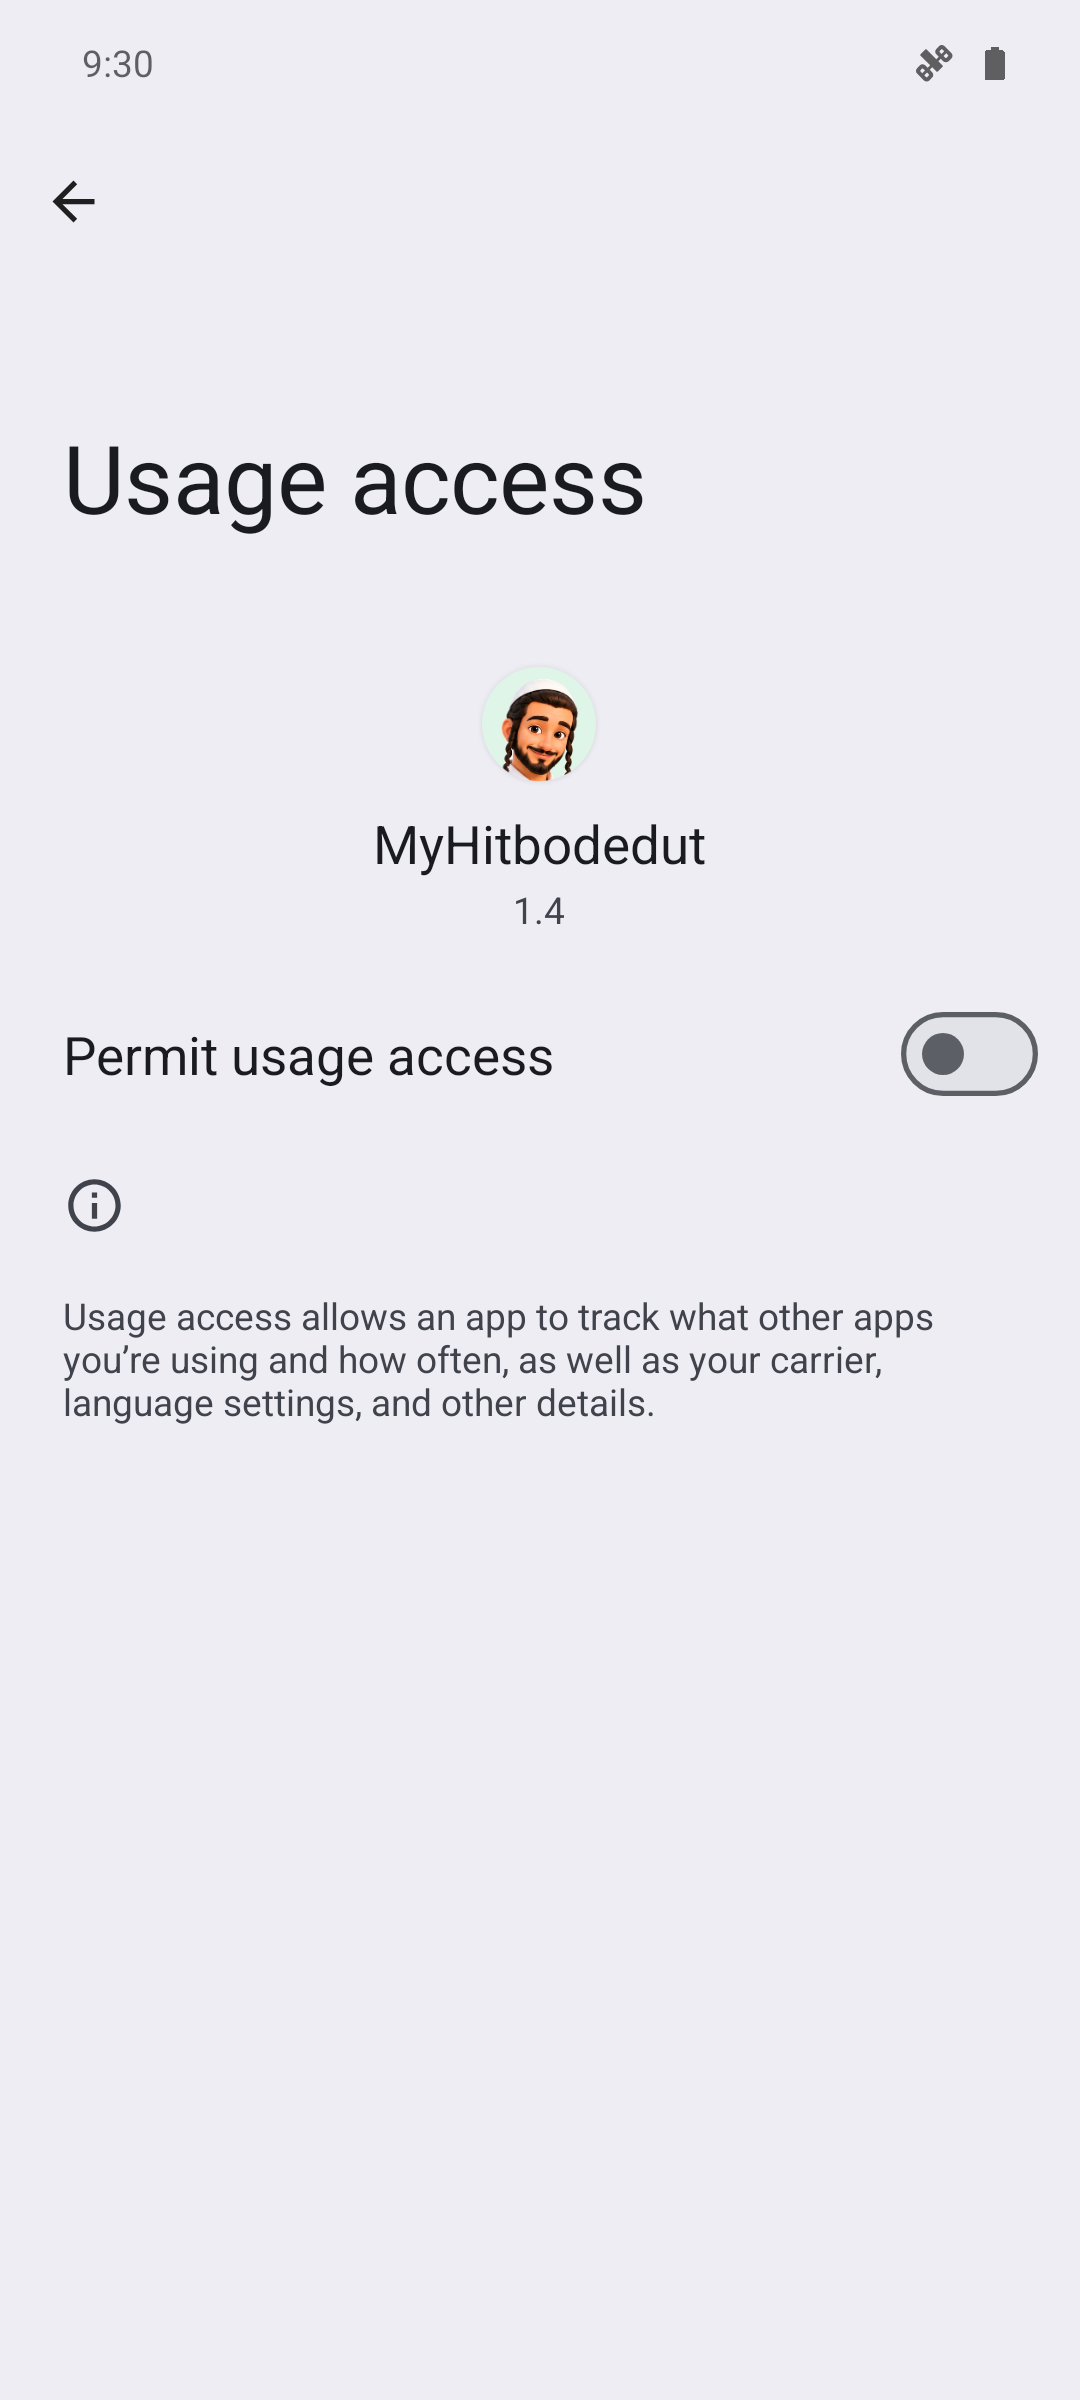 9:30
Usage access
MyHitbodedut
1.4
Permit usage access
Usage access allows an app to track what other apps
you’re using and how often, as well as your carrier,
language settings, and other details.